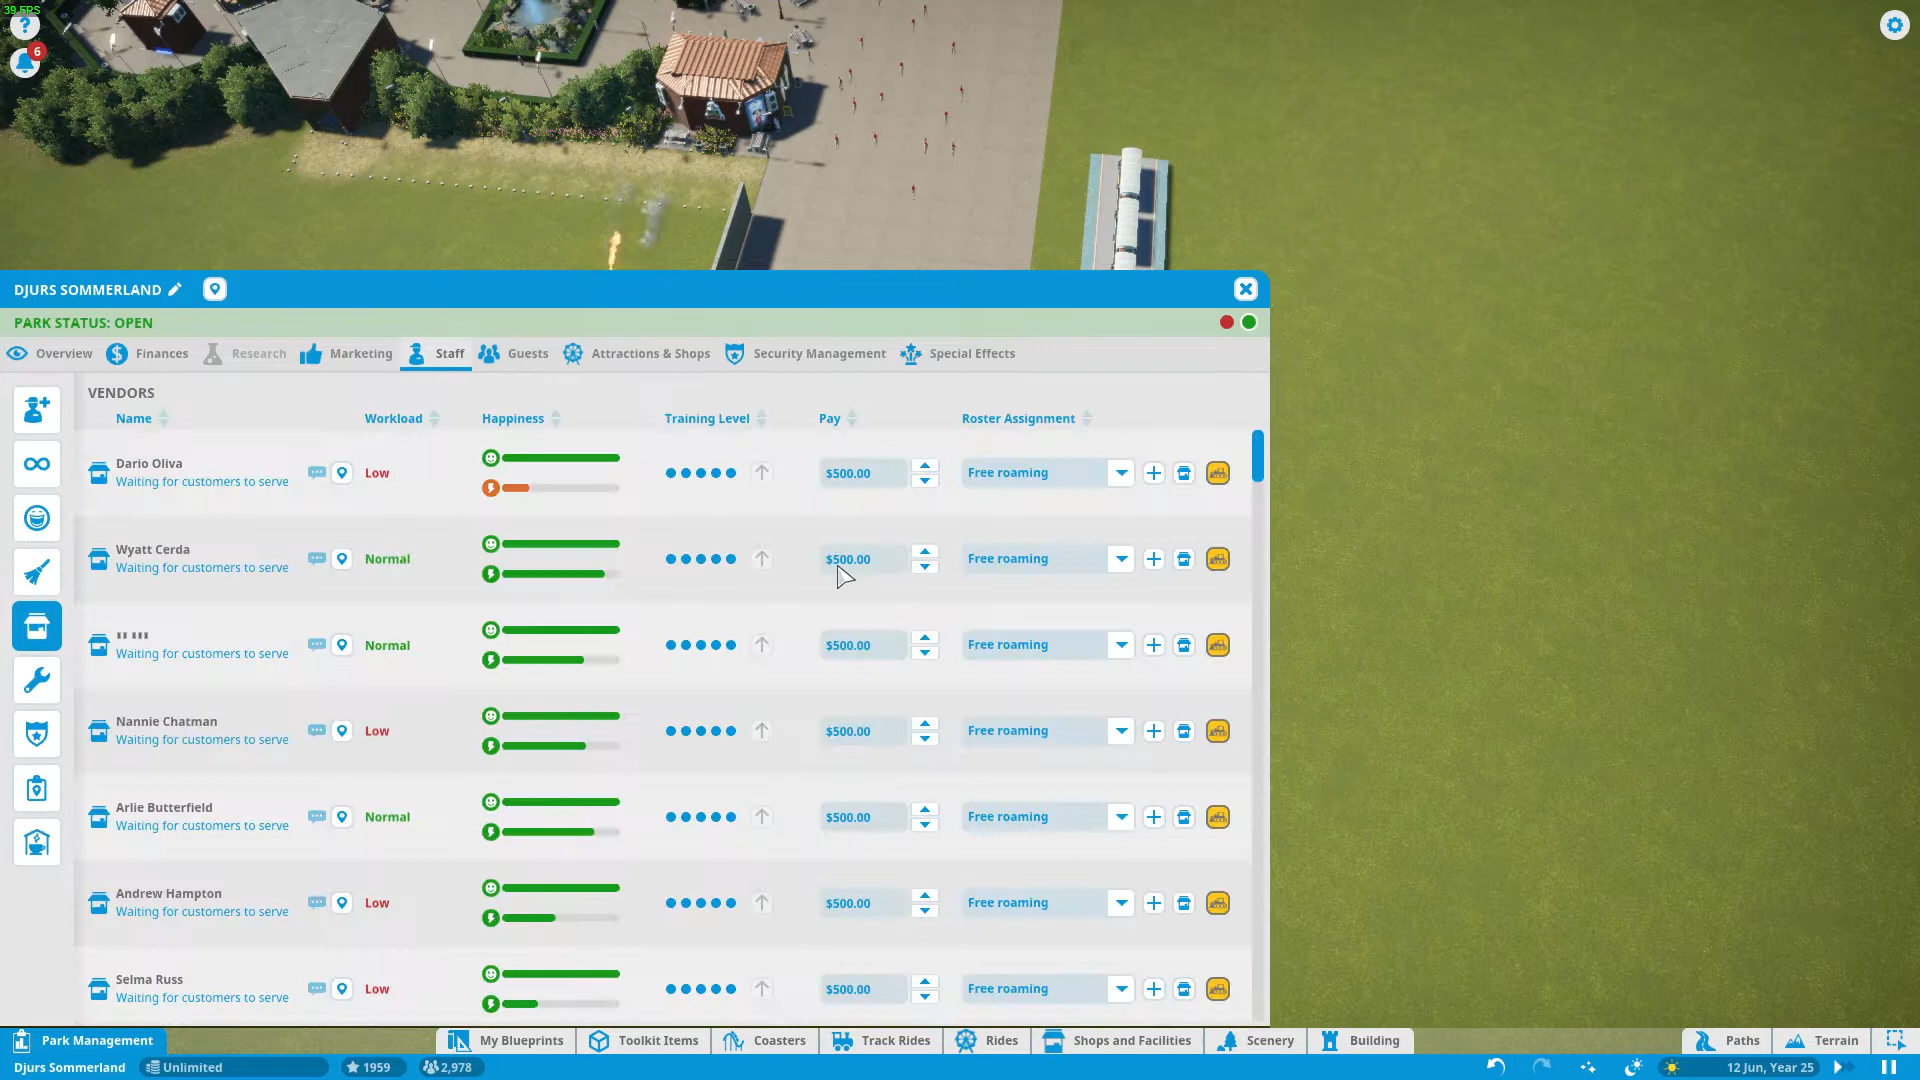 39 FPS
?
6
DJURS SOMMERLAND
PARK STATUS: OPEN
Overview Finances Research Marketing Staff Guests Attractions & Shops Security Management Special Effects
VENDORS
Name Workload Happiness Training Level Pay Roster Assignment
Dario Oliva
Waiting for customers to serve
Low $500.00 Free roaming
Wyatt Cerda
Waiting for customers to serve
Normal $500.00 Free roaming
Waiting for customers to serve
Normal $500.00 Free roaming
Nannie Chatman
Waiting for customers to serve
Low $500.00 Free roaming
Arlie Butterfield
Waiting for customers to serve
Normal $500.00 Free roaming
Andrew Hampton
Waiting for customers to serve
Low $500.00 Free roaming
Selma Russ
Waiting for customers to serve
Low $500.00 Free roaming
Park Management My Blueprints Toolkit Items Coasters Track Rides Rides Shops and Facilities Scenery Building Paths Terrain
Djurs Sommerland Unlimited 1959 2,978 12 Jun, Year 25